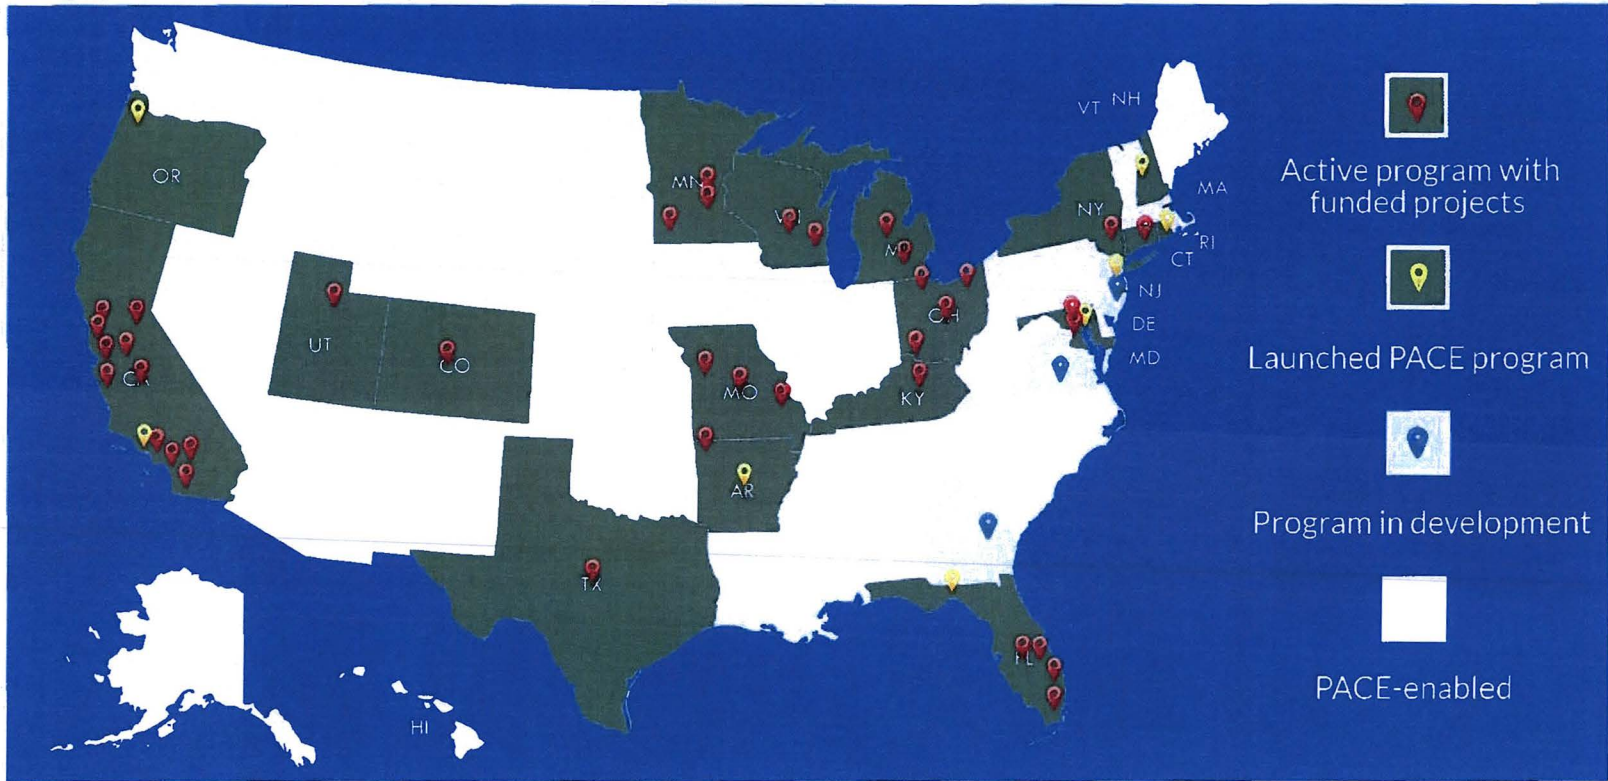 VT
NH
OR
MN
WI
MI
NY
MA
RI
CT
NJ
DE
MD
OH
UT
CO
CA
MO
KY
AR
TX
FL
HI
Active program with
funded projects
Launched PACE program
Program in development
PACE-enabled